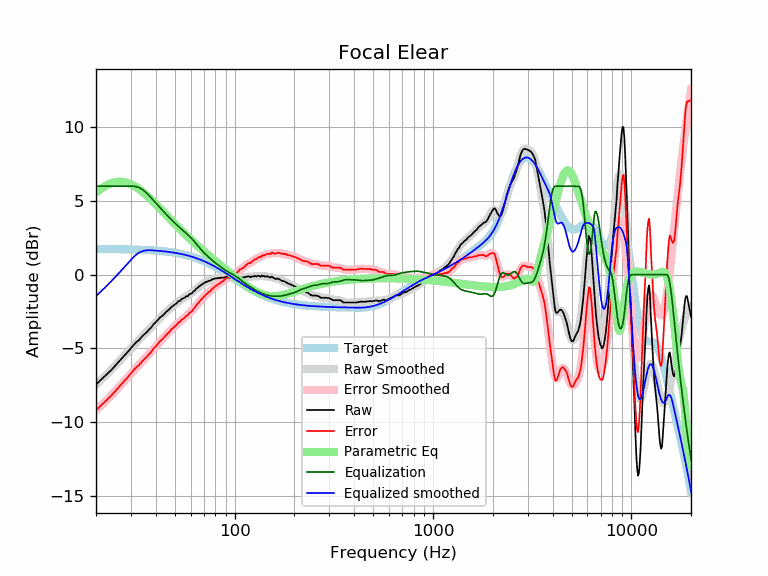 Focal Elear
Amplitude (dBr)
10
5
0
−5
−10
−15
Target
Raw Smoothed
Error Smoothed
Raw
Error
Parametric Eq
Equalization
Equalized smoothed
100 1000 10000
Frequency (Hz)